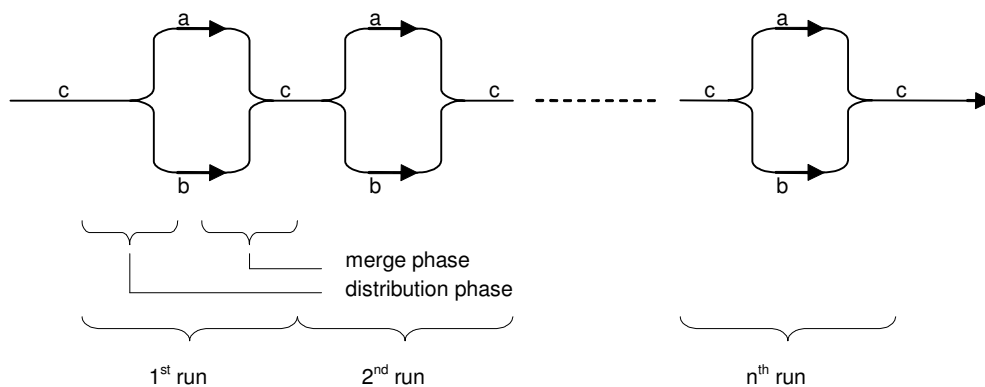 a a a
c c c c
b b b
merge phase
distribution phase
1st run 2nd run nth run